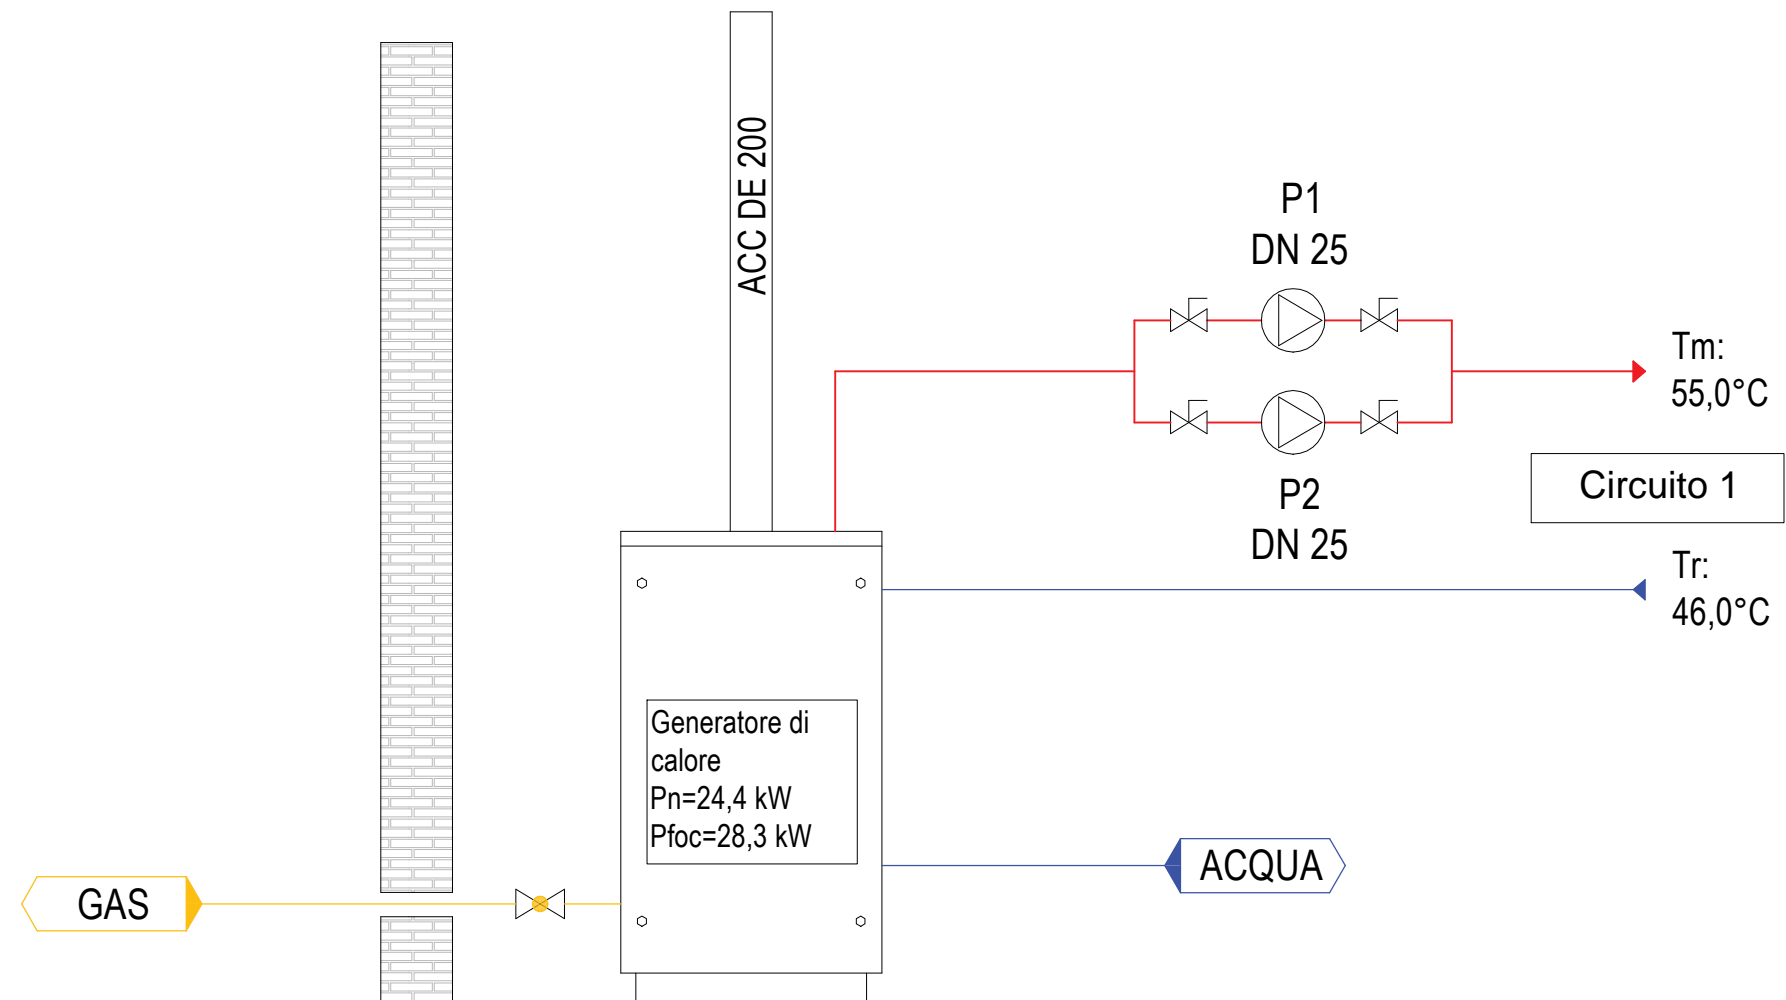 ACC DE 200
P1
DN 25
Tm:
55,0°C
Circuito 1
P2
DN 25
Tr:
46,0°C
Generatore di
calore
Pn=24,4 kW
Pfoc=28,3 kW
ACQUA
GAS